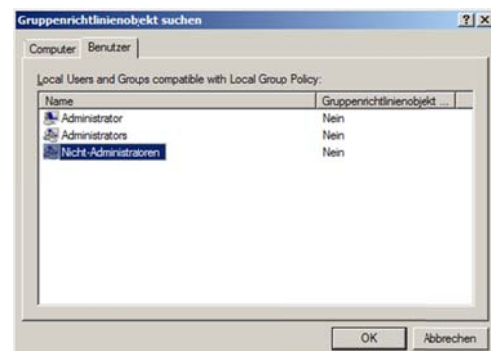 Gruppenrichtlinienobjekt suchen
Computer Benutzer
Local Users and Groups compatible with Local Group Policy:
Name Gruppenrichtlinienobjekt ...
Administrator Nein
Administrators Nein
Nicht-Administratoren Nein
OK Abbrechen